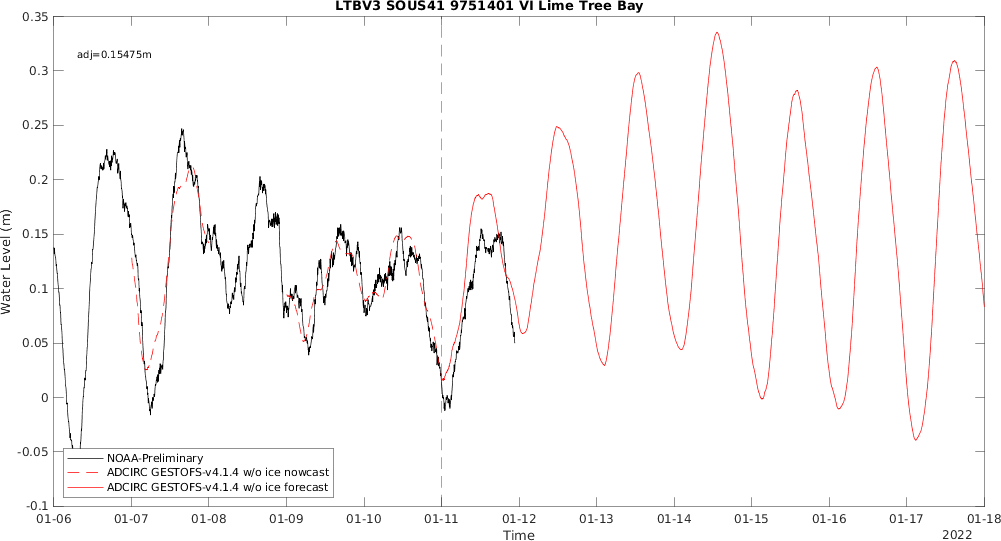 LTBV3 SOUS41 9751401 VI Lime Tree Bay
adj=0.15475m
0.35
0.3
0.25
0.2
0.15
0.1
0.05
0
-0.05
-0.1
Water Level (m)
NOAA-Preliminary
ADCIRC GESTOFS-v4.1.4 w/o ice nowcast
ADCIRC GESTOFS-v4.1.4 w/o ice forecast
01-06 01-07 01-08 01-09 01-10 01-11 01-12 01-13 01-14 01-15 01-16 01-17 01-18
Time
2022